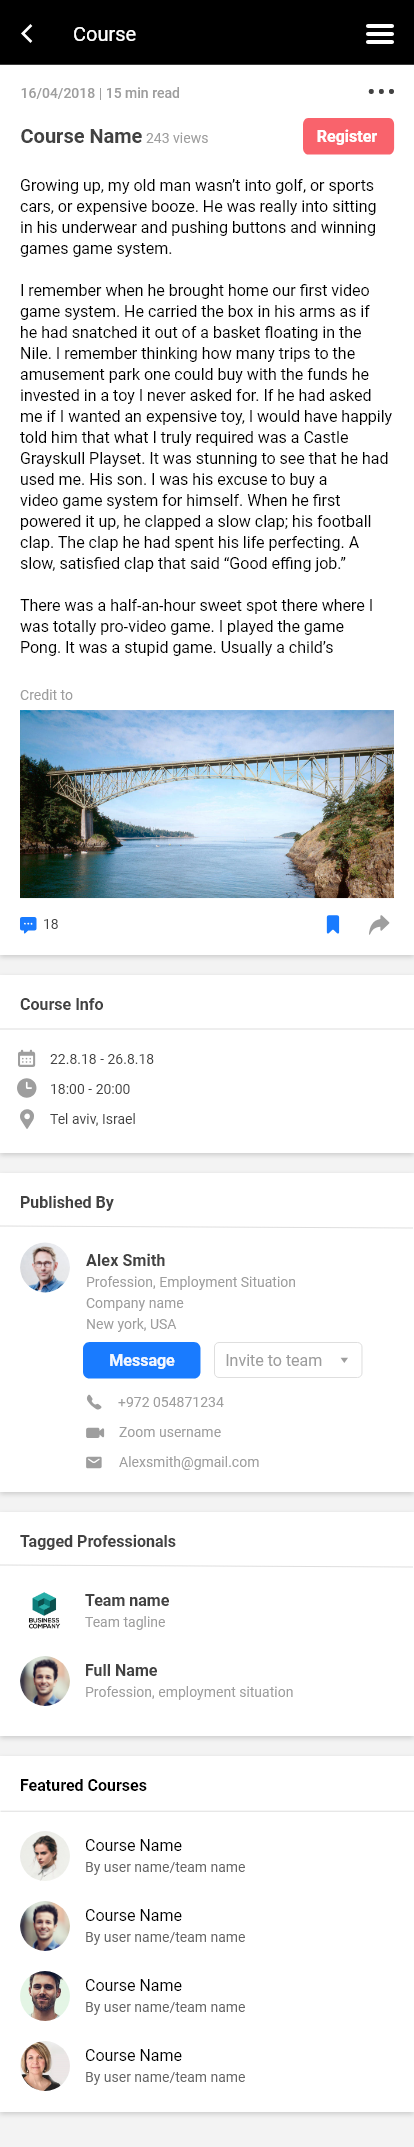 Course
16/04/2018 | 15 min read
Course Name 243 views
Register
Growing up, my old man wasn’t into golf, or sports
cars, or expensive booze. He was really into sitting
in his underwear and pushing buttons and winning
games game system.
I remember when he brought home our first video
game system. He carried the box in his arms as if
he had snatched it out of a basket floating in the
Nile. I remember thinking how many trips to the
amusement park one could buy with the funds he
invested in a toy I never asked for. If he had asked
me if I wanted an expensive toy, I would have happily
told him that what I truly required was a Castle
Grayskull Playset. It was stunning to see that he had
used me. His son. I was his excuse to buy a
video game system for himself. When he first
powered it up, he clapped a slow clap; his football
clap. The clap he had spent his life perfecting. A
slow, satisfied clap that said “Good effing job.”
There was a half-an-hour sweet spot there where I
was totally pro-video game. I played the game
Pong. It was a stupid game. Usually a child’s
Credit to
18
Course Info
22.8.18 - 26.8.18
18:00 - 20:00
Tel aviv, Israel
Published By
Alex Smith
Profession, Employment Situation
Company name
New york, USA
Message
Invite to team
+972 054871234
Zoom username
Alexsmith@gmail.com
Tagged Professionals
Team name
Team tagline
BUSINESS
COMPANY
Full Name
Profession, employment situation
Featured Courses
Course Name
By user name/team name
Course Name
By user name/team name
Course Name
By user name/team name
Course Name
By user name/team name